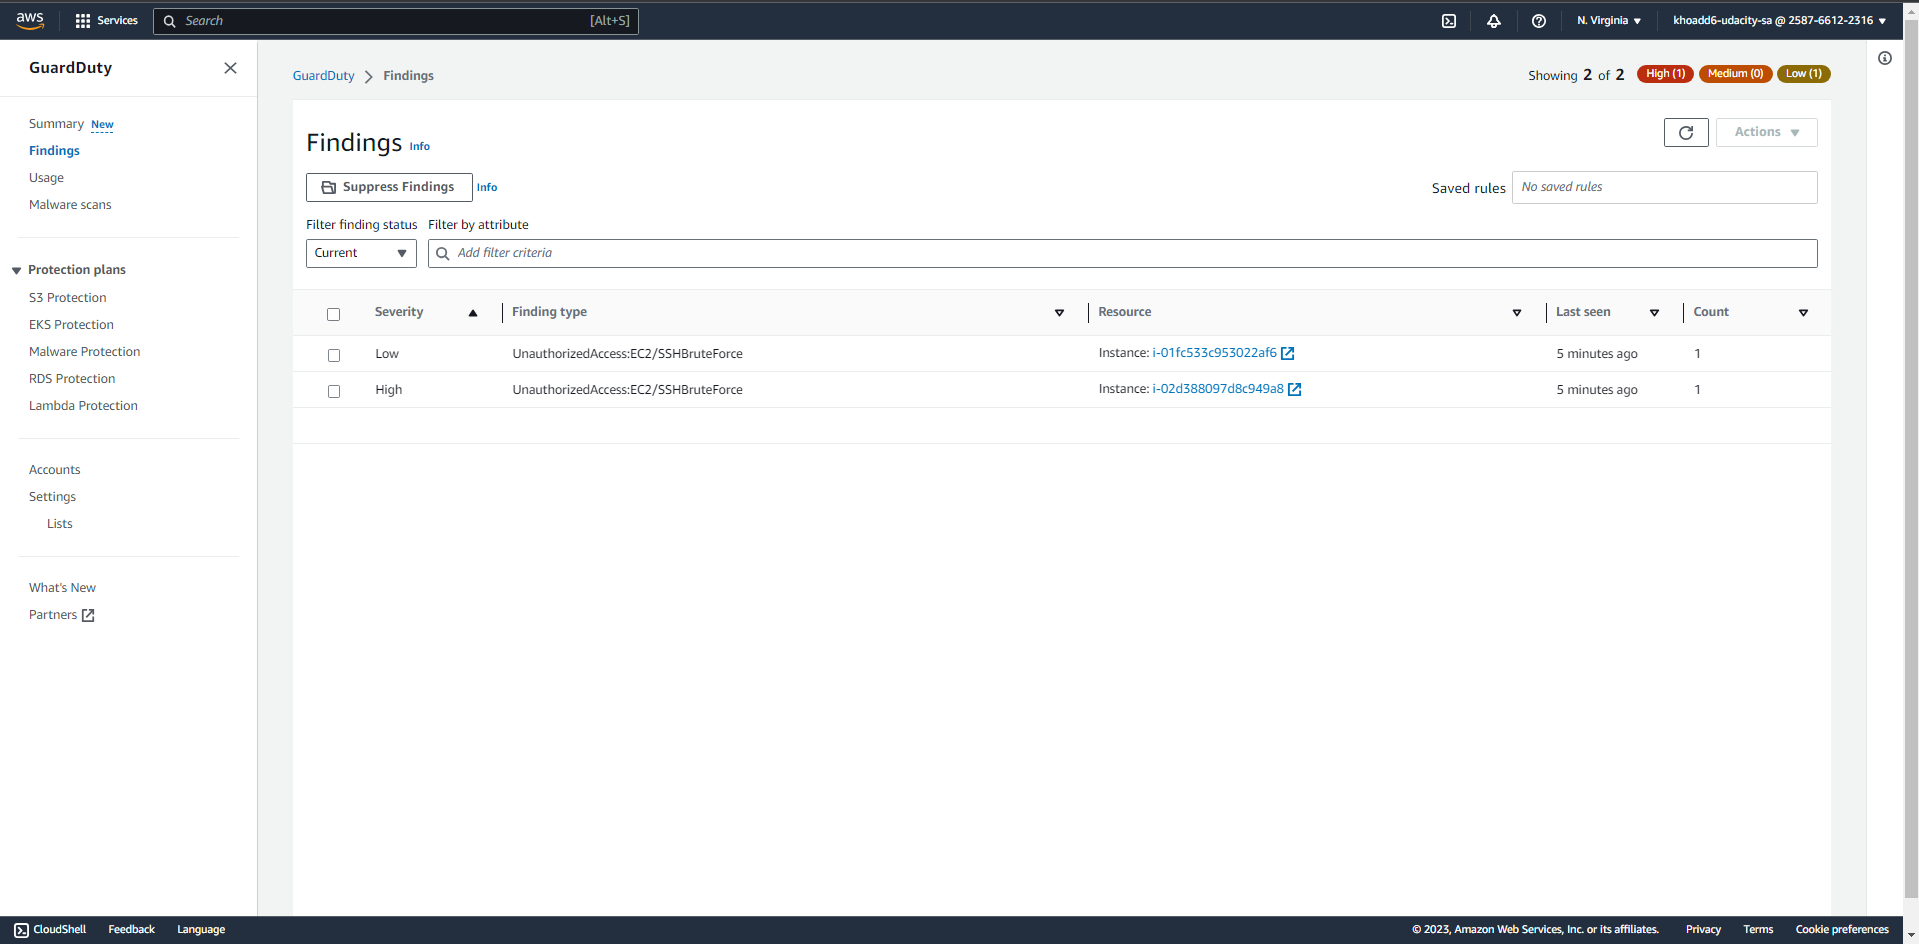 aws Services Search [Alt+S] N. Virginia khoadd6-udacity-sa @ 2587-6612-2316
GuardDuty
Summary New
Findings
Usage
Malware scans
Protection plans
S3 Protection
EKS Protection
Malware Protection
RDS Protection
Lambda Protection
Accounts
Settings
Lists
What's New
Partners
GuardDuty > Findings
Showing 2 of 2 High (1) Medium (0) Low (1)
Findings Info
Actions
Suppress Findings Info
Saved rules No saved rules
Filter finding status Filter by attribute
Current Add filter criteria
Severity Finding type Resource Last seen Count
Low UnauthorizedAccess:EC2/SSHBruteForce Instance: i-01fc533c953022af6 5 minutes ago 1
High UnauthorizedAccess:EC2/SSHBruteForce Instance: i-02d388097d8c949a8 5 minutes ago 1
CloudShell Feedback Language © 2023, Amazon Web Services, Inc. or its affiliates. Privacy Terms Cookie preferences